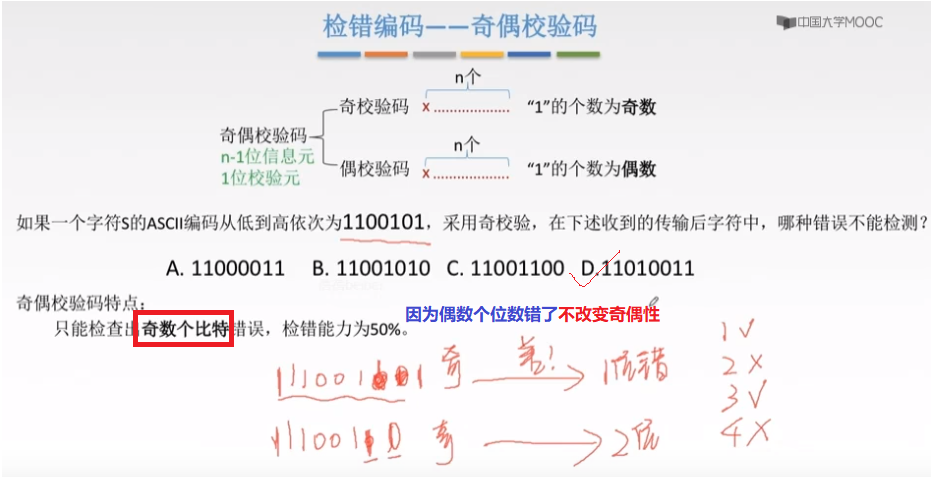 检错编码——奇偶校验码
中国大学MOOC
n个
奇校验码 x ..................... “1”的个数为奇数
奇偶校验码
n-1位信息元
1位校验元
n个
偶校验码 x ..................... “1”的个数为偶数
如果一个字符S的ASCII编码从低到高依次为1100101，采用奇校验，在下述收到的传输后字符中，哪种错误不能检测？
A. 11000011 B. 11001010 C. 11001100 D.11010011
奇偶校验码特点：
因为偶数个位数错了不改变奇偶性
只能检查出奇数个比特错误，检错能力为50%。
1 √
奇 差! 1位错
2 X
3 √
奇 2位
4 X